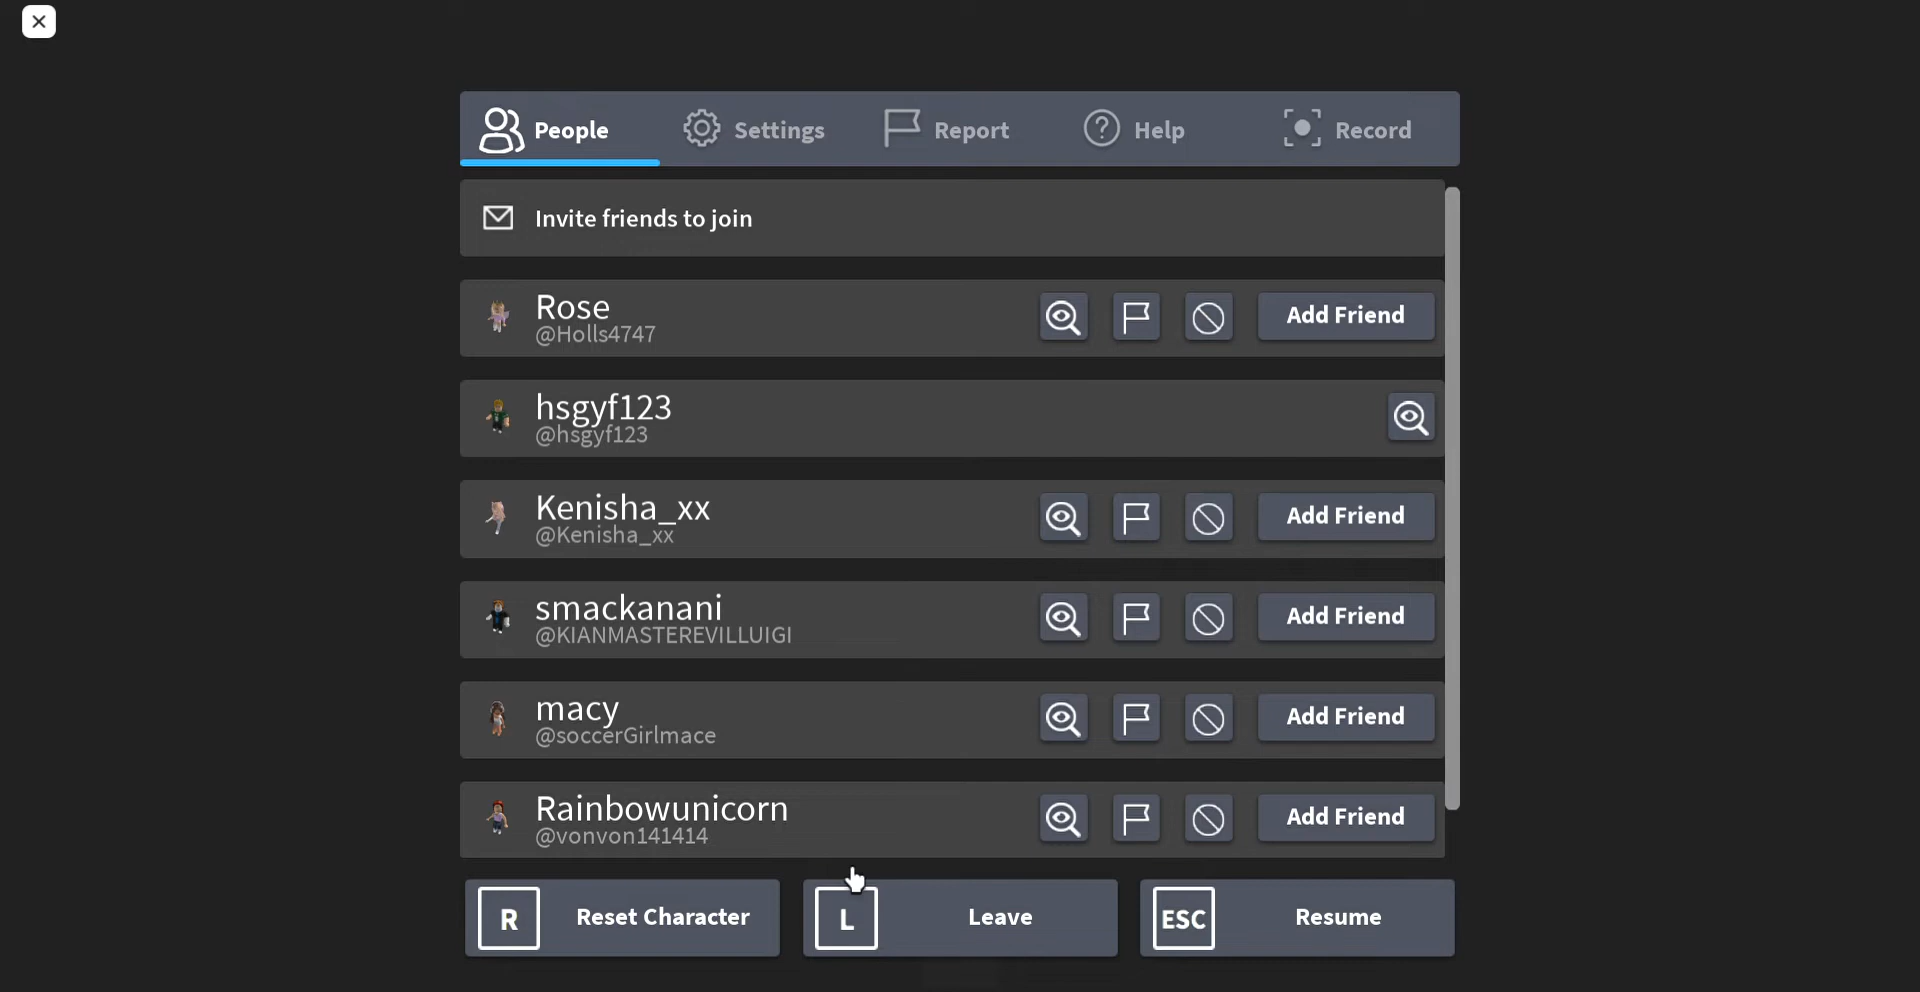 People
Settings
Report
Help
Record
Invite friends to join
Rose
@Holls4747
Add Friend
hsgyf123
@hsgyf123
Kenisha_xx
@Kenisha_xx
Add Friend
smackanani
@KIANMASTEREVILLUIGI
Add Friend
macy
@soccerGirlmace
Add Friend
Rainbowunicorn
@vonvon141414
Add Friend
R
Reset Character
L
Leave
ESC
Resume